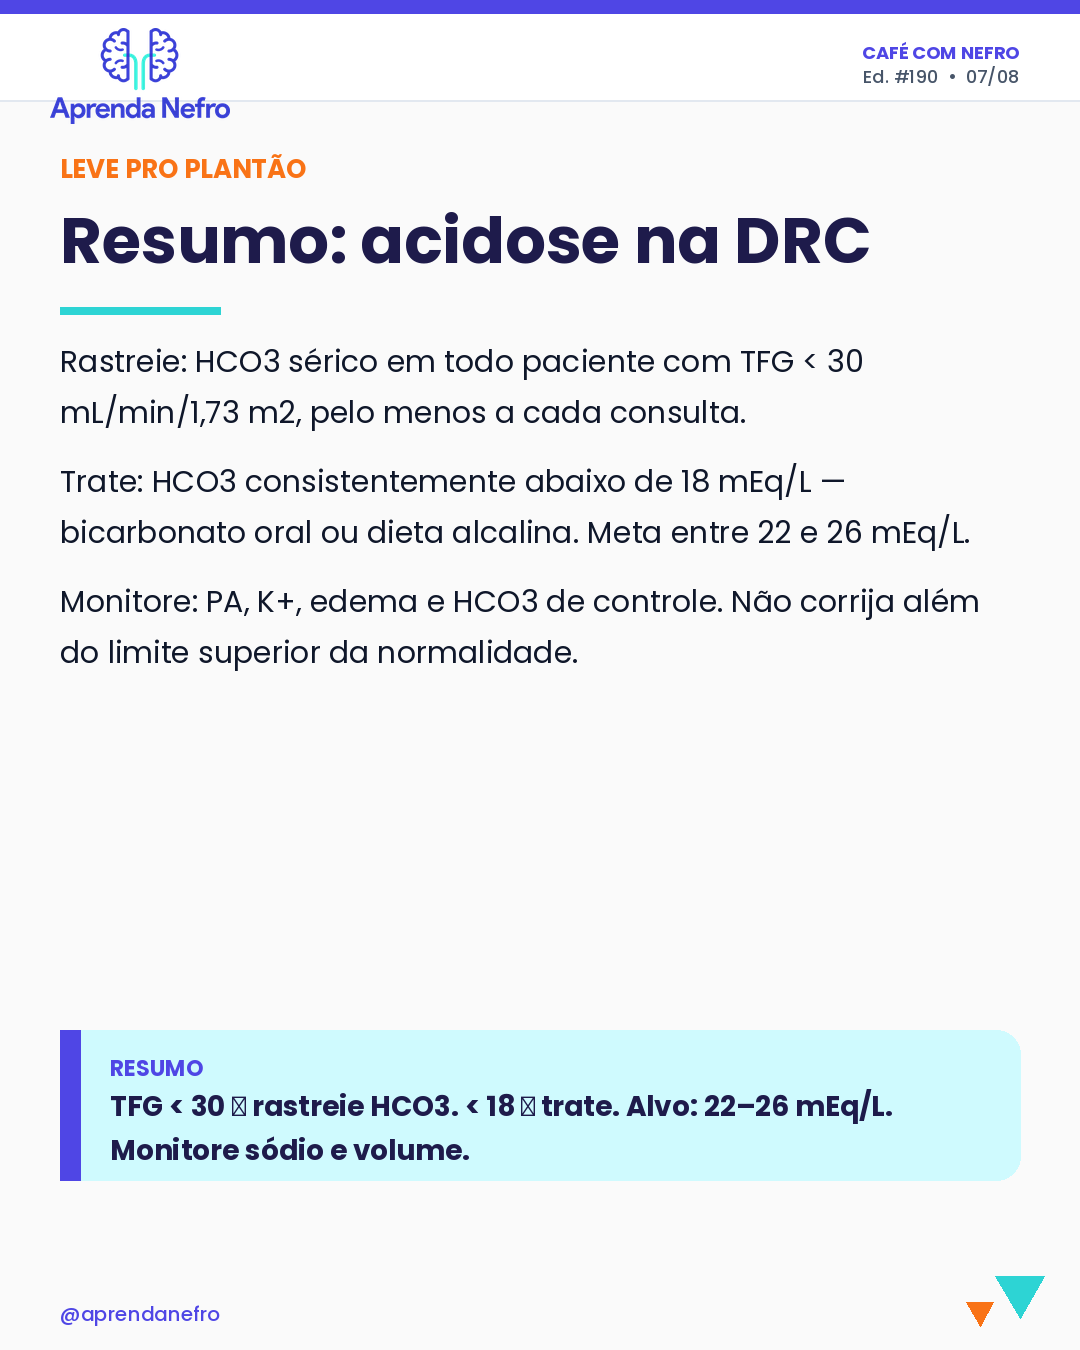 Aprenda Nefro
CAFÉ COM NEFRO
Ed. #190 • 07/08
LEVE PRO PLANTÃO
Resumo: acidose na DRC
Rastreie: HCO3 sérico em todo paciente com TFG < 30
mL/min/1,73 m2, pelo menos a cada consulta.
Trate: HCO3 consistentemente abaixo de 18 mEq/L —
bicarbonato oral ou dieta alcalina. Meta entre 22 e 26 mEq/L.
Monitore: PA, K+, edema e HCO3 de controle. Não corrija além
do limite superior da normalidade.
RESUMO
TFG < 30 rastreie HCO3. < 18 trate. Alvo: 22–26 mEq/L.
Monitore sódio e volume.
@aprendanefro